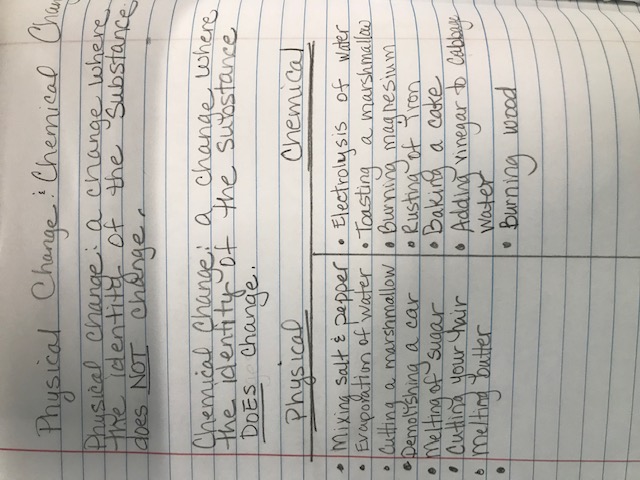 Physical Change & Chemical Chan
Physical Change: a change where
the identity of the substance
does NOT change.
Chemical Change: a change where
the identity of the substance
DOES change.
Physical Chemical
• Mixing salt & pepper • Electrolysis of water
• Evaporation of water • Toasting a marshmallow
• Cutting a marshmallow • Burning magnesium
• Demolishing a car • Rusting of iron
• Melting of sugar • Baking a cake
• Cutting your hair • Adding vinegar to cabbage
• Melting butter water
• • Burning wood